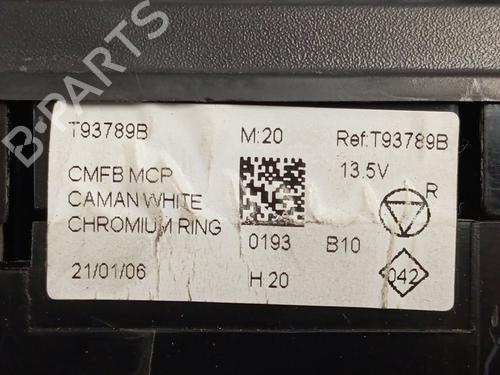 B-PARTS
T93789B M:20 Ref:T93789B
CMFB MCP 13.5V
CAMAN WHITE R
CHROMIUM RING 0193 B10
21/01/06 H 20 042